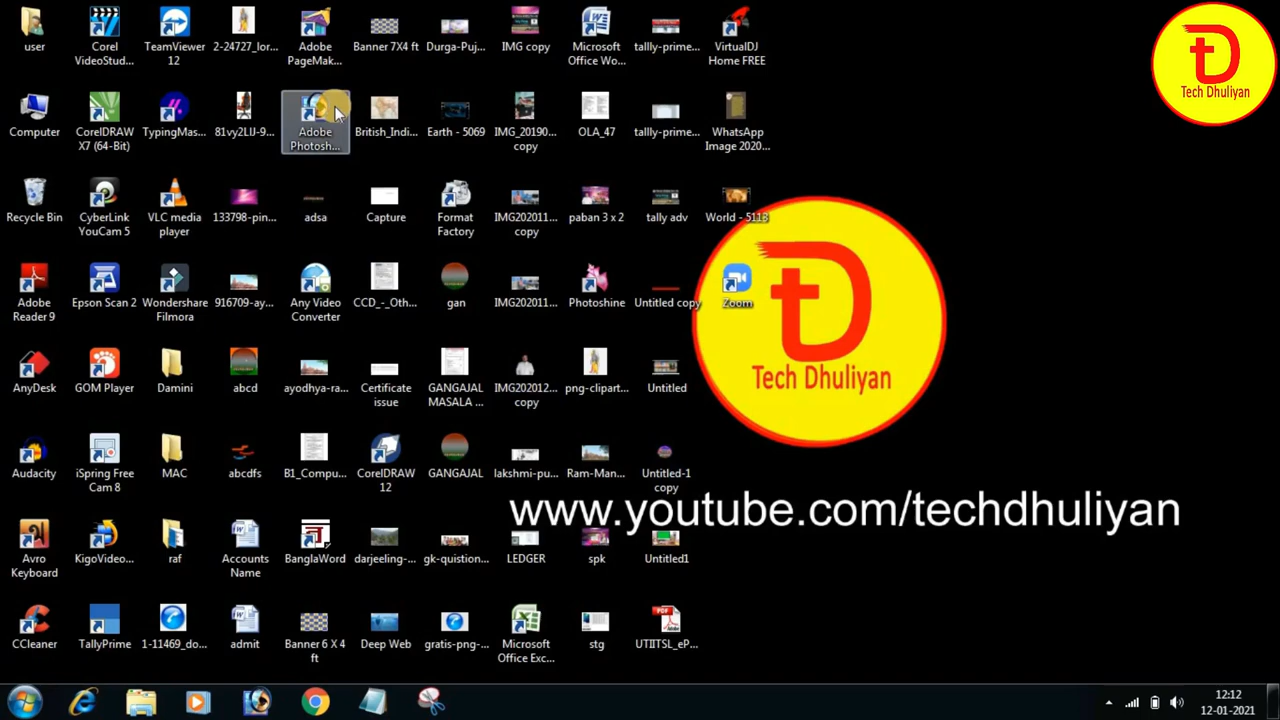 user
Corel
VideoStud...
TeamViewer
12
2-24727_lor...
Adobe
PageMak...
Banner 7X4 ft
Durga-Puj...
IMG copy
Microsoft
Office Wo...
tallly-prime...
VirtualDJ
Home FREE
Tech Dhuliyan
Computer
CorelDRAW
X7 (64-Bit)
TypingMas...
81vy2LIJ-9...
Adobe
Photosh...
British_Indi...
Earth - 5069
IMG_20190...
copy
OLA_47
tallly-prime...
WhatsApp
Image 2020...
Recycle Bin
CyberLink
YouCam 5
VLC media
player
133798-pin...
adsa
Capture
Format
Factory
IMG202011...
copy
paban 3 x 2
tally adv
World - 5113
Adobe
Reader 9
Epson Scan 2
Wondershare
Filmora
916709-ay...
Any Video
Converter
CCD_-_Oth...
gan
IMG202011...
copy
Photoshine
Untitled copy
Zoom
AnyDesk
GOM Player
Damini
abcd
ayodhya-ra...
Certificate
issue
GANGAJAL
MASALA ...
IMG202012...
copy
png-clipart...
Untitled
Tech Dhuliyan
Audacity
iSpring Free
Cam 8
MAC
abcdfs
B1_Compu...
CorelDRAW
12
GANGAJAL
lakshmi-pu...
Ram-Man...
Untitled-1
copy
www.youtube.com/techdhuliyan
Avro
Keyboard
KigoVideo...
raf
Accounts
Name
BanglaWord
darjeeling-...
gk-quistion...
LEDGER
spk
Untitled1
CCleaner
TallyPrime
1-11469_do...
admit
Banner 6 X 4
ft
Deep Web
gratis-png-...
Microsoft
Office Exc...
stg
UTIITSL_eP...
12:12
12-01-2021